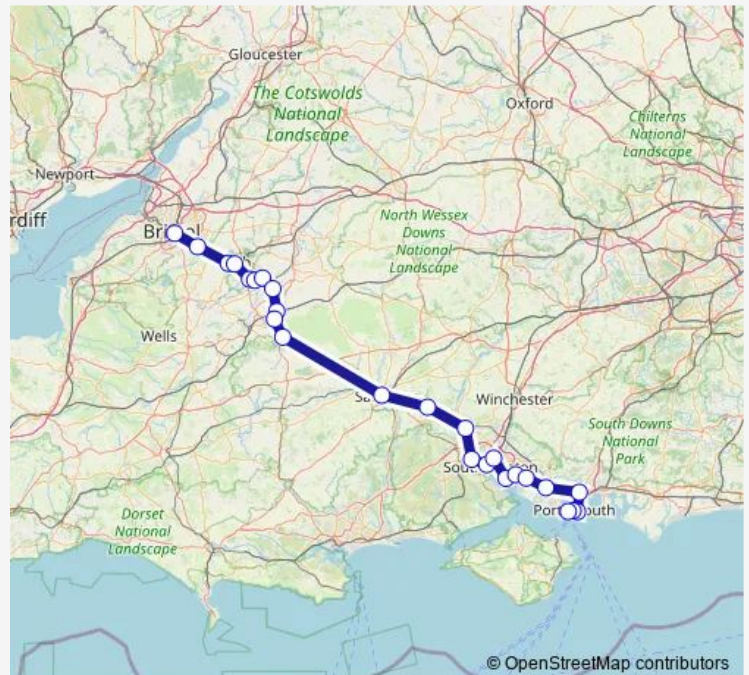 Gloucester
The Cotswolds
National
Landscape
Oxford
Chilterns
National
Landscape
Newport
rdiff
North Wessex
Downs
National
Landscape
Wells
Winchester
South Downs
National
Park
Dorset
National
Landscape
© OpenStreetMap contributors